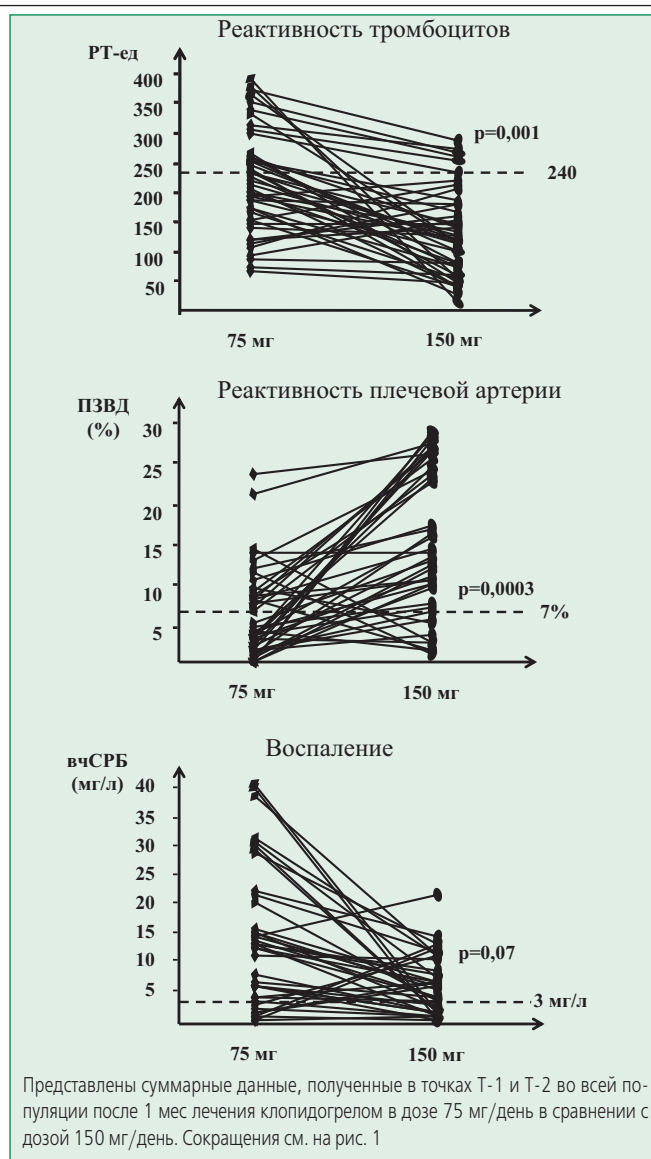 Реактивность тромбоцитов
РТ-ед
400
350
300
250
200
150
100
50
p=0,001
240
75 мг 150 мг
Реактивность плечевой артерии
ПЗВД
(%)
30
25
20
15
10
5
p=0,0003
7%
75 мг 150 мг
Воспаление
вчСРБ
(мг/л)
40
35
30
25
20
15
10
5
p=0,07
3 мг/л
75 мг 150 мг
Представлены суммарные данные, полученные в точках Т-1 и Т-2 во всей по-
пуляции после 1 мес лечения клопидогрелом в дозе 75 мг/день в сравнении с
дозой 150 мг/день. Сокращения см. на рис. 1